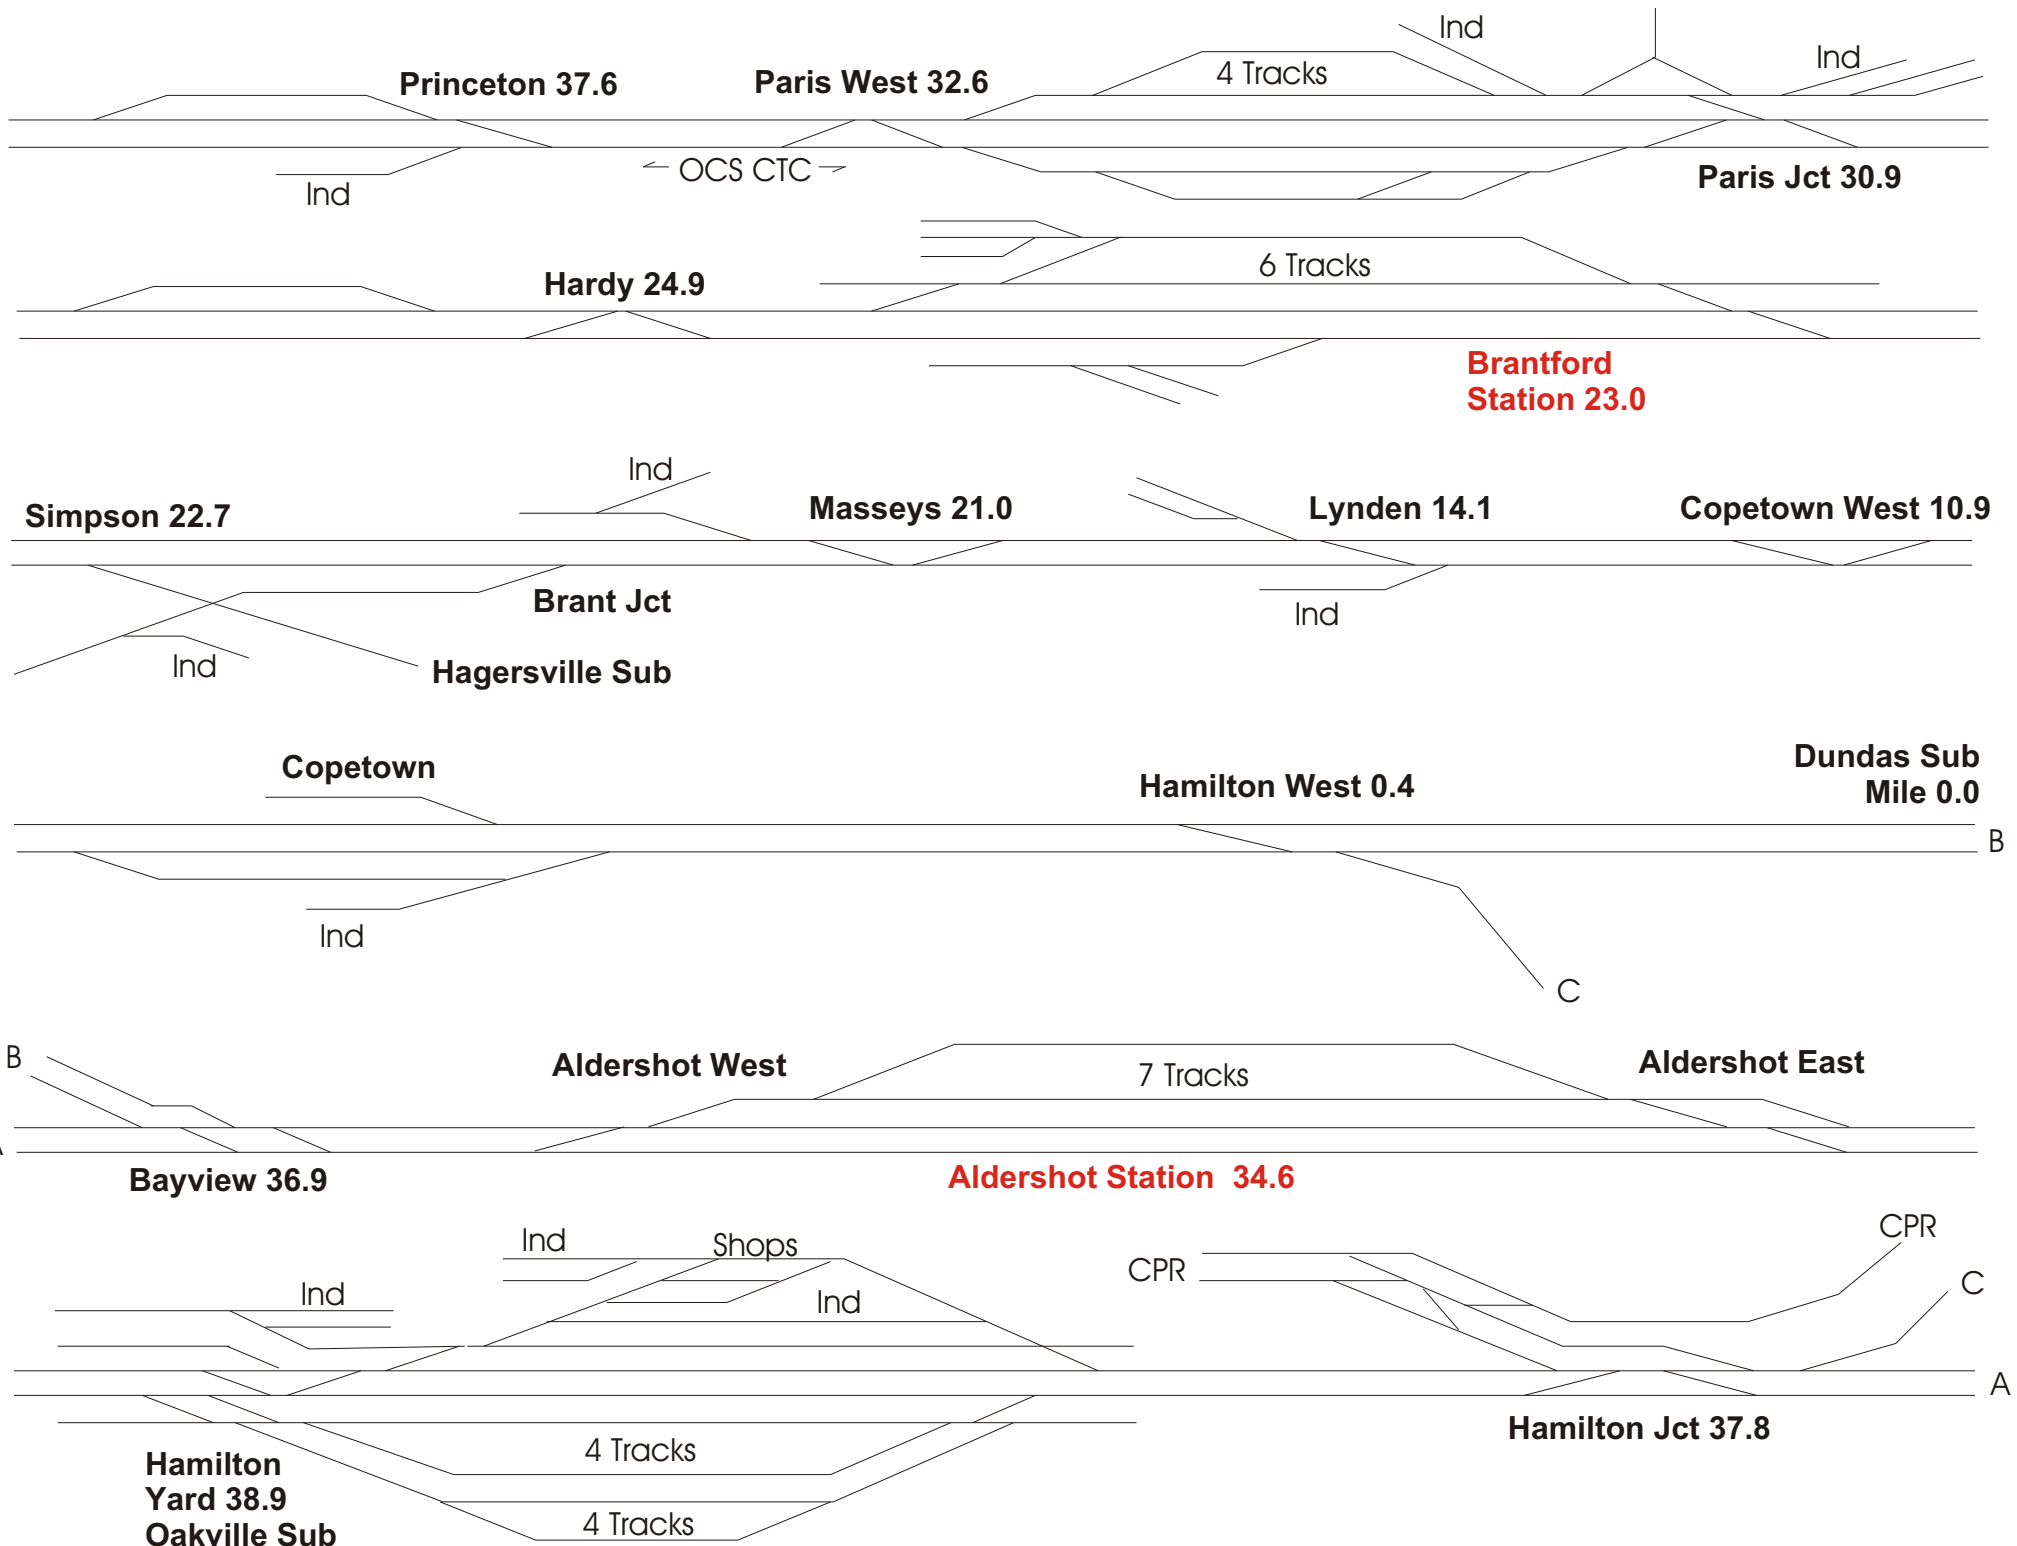 Ind
Ind
4 Tracks
Princeton 37.6
Paris West 32.6
OCS CTC
Paris Jct 30.9
Ind
6 Tracks
Hardy 24.9
Brantford
Station 23.0
Ind
Simpson 22.7
Masseys 21.0
Lynden 14.1
Copetown West 10.9
Brant Jct
Ind
Ind
Hagersville Sub
Copetown
Hamilton West 0.4
Dundas Sub
Mile 0.0
B
Ind
C
B
Aldershot West
7 Tracks
Aldershot East
Bayview 36.9
Aldershot Station 34.6
Ind
Shops
CPR
CPR
C
Ind
Ind
A
Hamilton Jct 37.8
4 Tracks
Hamilton
Yard 38.9
Oakville Sub
4 Tracks